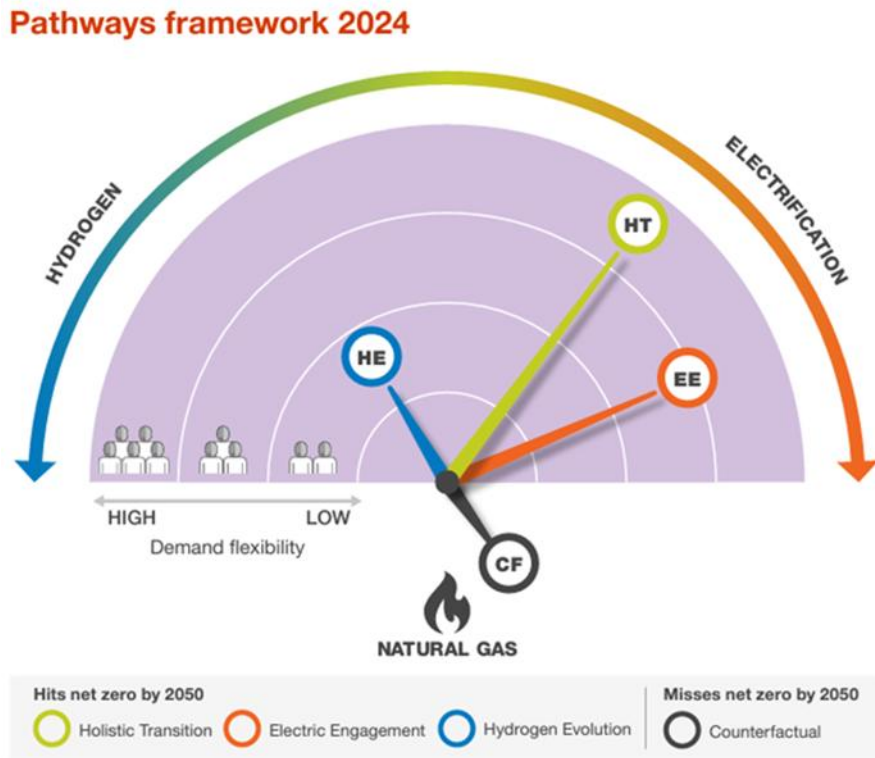 Pathways framework 2024
HYDROGEN
ELECTRIFICATION
HT
HE
EE
HIGH
LOW
Demand flexibility
CF
NATURAL GAS
Hits net zero by 2050
Misses net zero by 2050
Holistic Transition
Electric Engagement
Hydrogen Evolution
Counterfactual